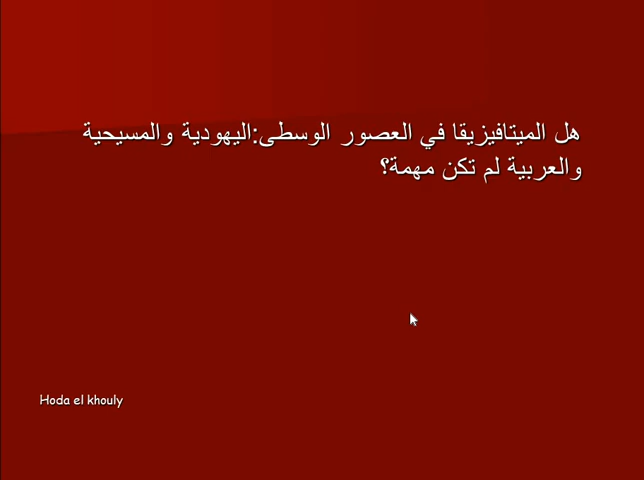 هل الميتافيزيقا في العصور الوسطى:اليهودية والمسيحية
والعربية لم تكن مهمة؟
Hoda el khouly